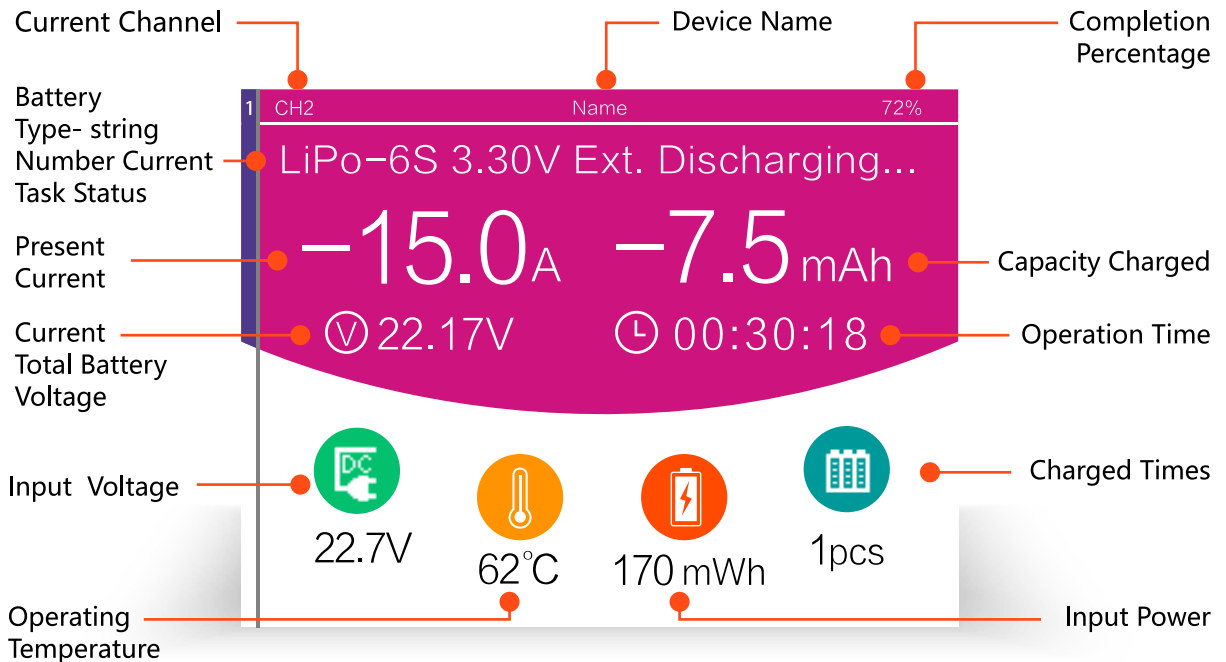 Current Channel
Device Name
Completion
Percentage
Battery
Type- string
Number Current
Task Status
1
CH2
Name
72%
LiPo-6S 3.30V Ext. Discharging...
Present
Current
-15.0A
-7.5 mAh
Capacity Charged
Current
Total Battery
Voltage
V 22.17V
00:30:18
Operation Time
Input Voltage
DC
22.7V
62°C
170 mWh
1pcs
Charged Times
Operating
Temperature
Input Power